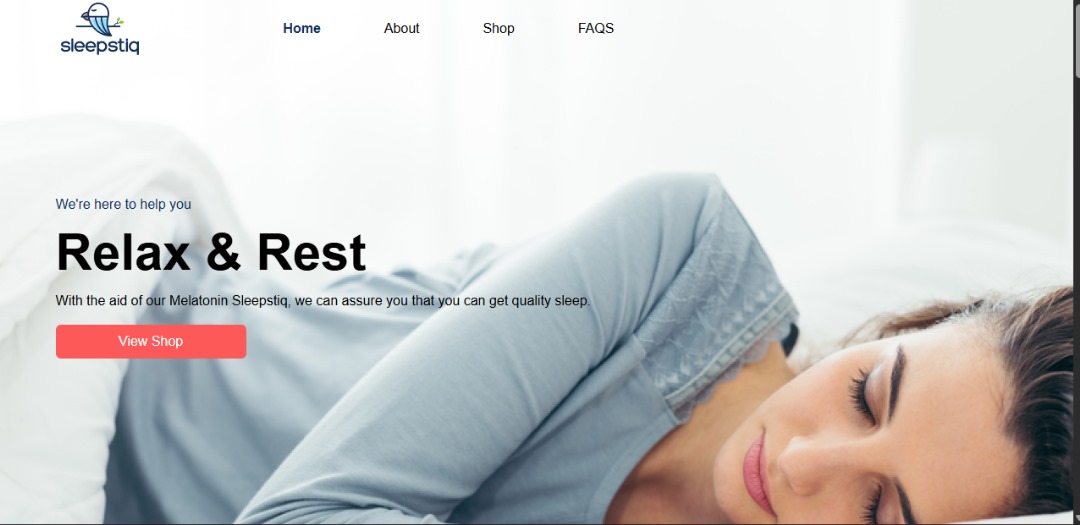 sleepstiq
Home About Shop FAQS
We're here to help you
Relax & Rest
With the aid of our Melatonin Sleepstiq, we can assure you that you can get quality sleep.
View Shop